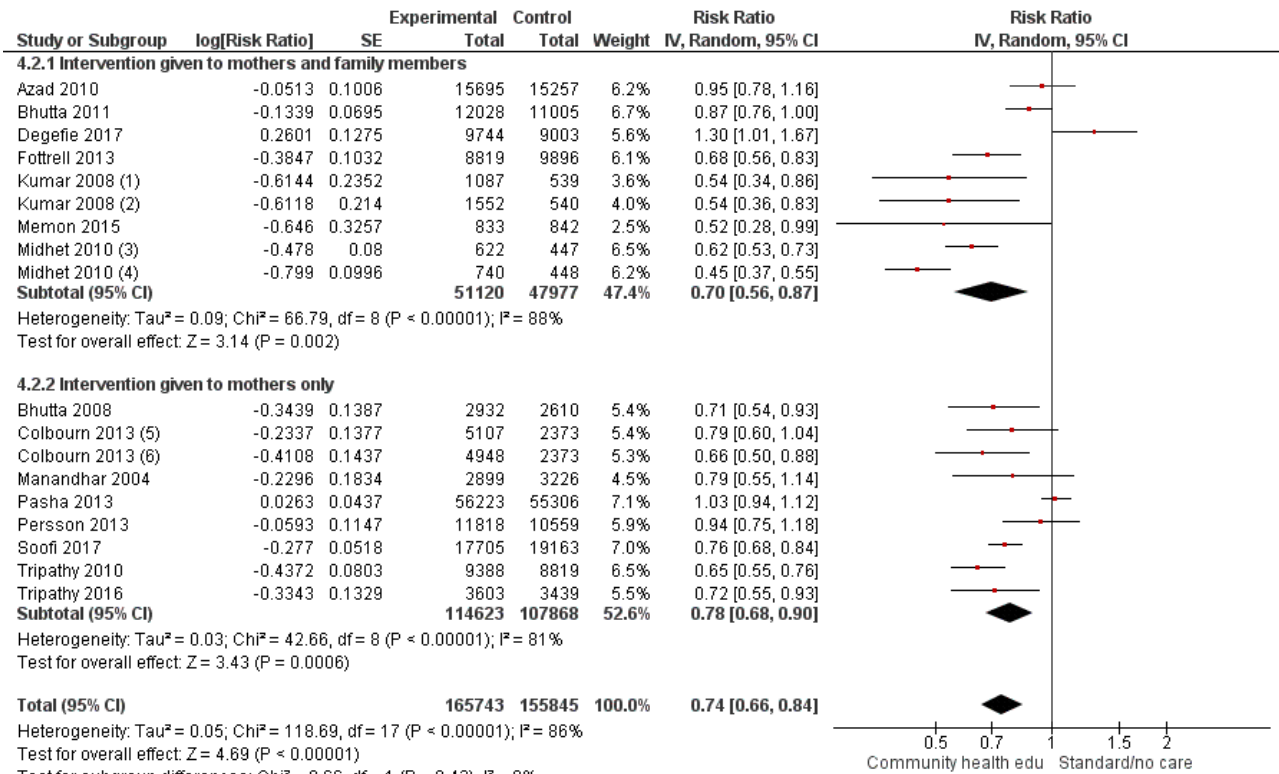 Experimental Control Risk Ratio Risk Ratio
Study or Subgroup log[Risk Ratio] SE Total Total Weight IV, Random, 95% CI IV, Random, 95% CI
4.2.1 Intervention given to mothers and family members
Azad 2010 -0.0513 0.1006 15695 15257 6.2% 0.95 [0.78, 1.16]
Bhutta 2011 -0.1339 0.0695 12028 11005 6.7% 0.87 [0.76, 1.00]
Degefie 2017 0.2601 0.1275 9744 9003 5.6% 1.30 [1.01, 1.67]
Fottrell 2013 -0.3847 0.1032 8819 9896 6.1% 0.68 [0.56, 0.83]
Kumar 2008 (1) -0.6144 0.2352 1087 539 3.6% 0.54 [0.34, 0.86]
Kumar 2008 (2) -0.6118 0.214 1552 540 4.0% 0.54 [0.36, 0.83]
Memon 2015 -0.646 0.3257 833 842 2.5% 0.52 [0.28, 0.99]
Midhet 2010 (3) -0.478 0.08 622 447 6.5% 0.62 [0.53, 0.73]
Midhet 2010 (4) -0.799 0.0996 740 448 6.2% 0.45 [0.37, 0.55]
Subtotal (95% CI) 51120 47977 47.4% 0.70 [0.56, 0.87]
Heterogeneity: Tau² = 0.09; Chi² = 66.79, df = 8 (P < 0.00001); I² = 88%
Test for overall effect: Z = 3.14 (P = 0.002)
4.2.2 Intervention given to mothers only
Bhutta 2008 -0.3439 0.1387 2932 2610 5.4% 0.71 [0.54, 0.93]
Colbourn 2013 (5) -0.2337 0.1377 5107 2373 5.4% 0.79 [0.60, 1.04]
Colbourn 2013 (6) -0.4108 0.1437 4948 2373 5.3% 0.66 [0.50, 0.88]
Manandhar 2004 -0.2296 0.1834 2899 3226 4.5% 0.79 [0.55, 1.14]
Pasha 2013 0.0263 0.0437 56223 55306 7.1% 1.03 [0.94, 1.12]
Persson 2013 -0.0593 0.1147 11818 10559 5.9% 0.94 [0.75, 1.18]
Soofi 2017 -0.277 0.0518 17705 19163 7.0% 0.76 [0.68, 0.84]
Tripathy 2010 -0.4372 0.0803 9388 8819 6.5% 0.65 [0.55, 0.76]
Tripathy 2016 -0.3343 0.1329 3603 3439 5.5% 0.72 [0.55, 0.93]
Subtotal (95% CI) 114623 107868 52.6% 0.78 [0.68, 0.90]
Heterogeneity: Tau² = 0.03; Chi² = 42.66, df = 8 (P < 0.00001); I² = 81%
Test for overall effect: Z = 3.43 (P = 0.0006)
Total (95% CI) 165743 155845 100.0% 0.74 [0.66, 0.84]
Heterogeneity: Tau² = 0.05; Chi² = 118.69, df = 17 (P < 0.00001); I² = 86%
Test for overall effect: Z = 4.69 (P < 0.00001)
0.5 0.7 1 1.5 2
Community health edu Standard/no care